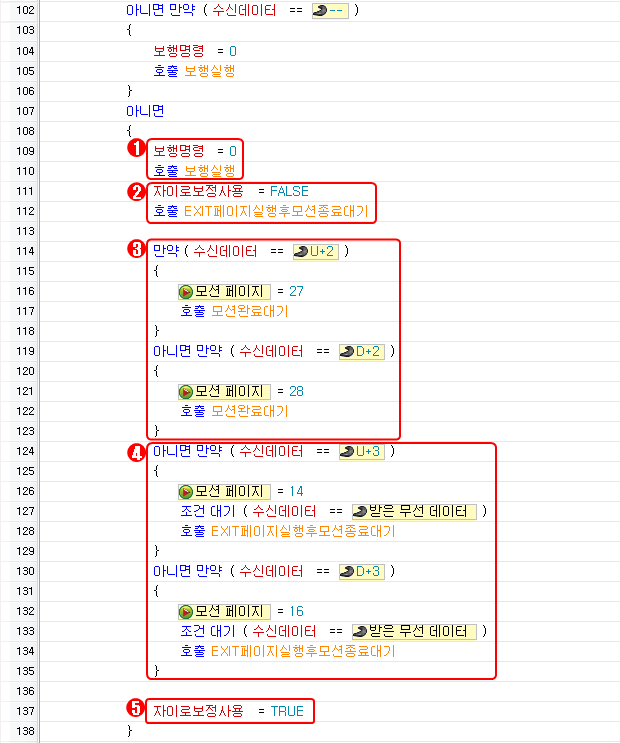 102 아니면 만약 ( 수신데이터 == -- )
103 {
104 보행명령 = 0
105 호출 보행실행
106 }
107 아니면
108 {
1 109 보행명령 = 0
110 호출 보행실행
2 111 자이로보정사용 = FALSE
112 호출 EXIT페이지실행후모션종료대기
113
3 114 만약 ( 수신데이터 == U+2 )
115 {
116 모션 페이지 = 27
117 호출 모션완료대기
118 }
119 아니면 만약 ( 수신데이터 == D+2 )
120 {
121 모션 페이지 = 28
122 호출 모션완료대기
123 }
4 124 아니면 만약 ( 수신데이터 == U+3 )
125 {
126 모션 페이지 = 14
127 조건 대기 ( 수신데이터 == 받은 무선 데이터 )
128 호출 EXIT페이지실행후모션종료대기
129 }
130 아니면 만약 ( 수신데이터 == D+3 )
131 {
132 모션 페이지 = 16
133 조건 대기 ( 수신데이터 == 받은 무선 데이터 )
134 호출 EXIT페이지실행후모션종료대기
135 }
136
5 137 자이로보정사용 = TRUE
138 }